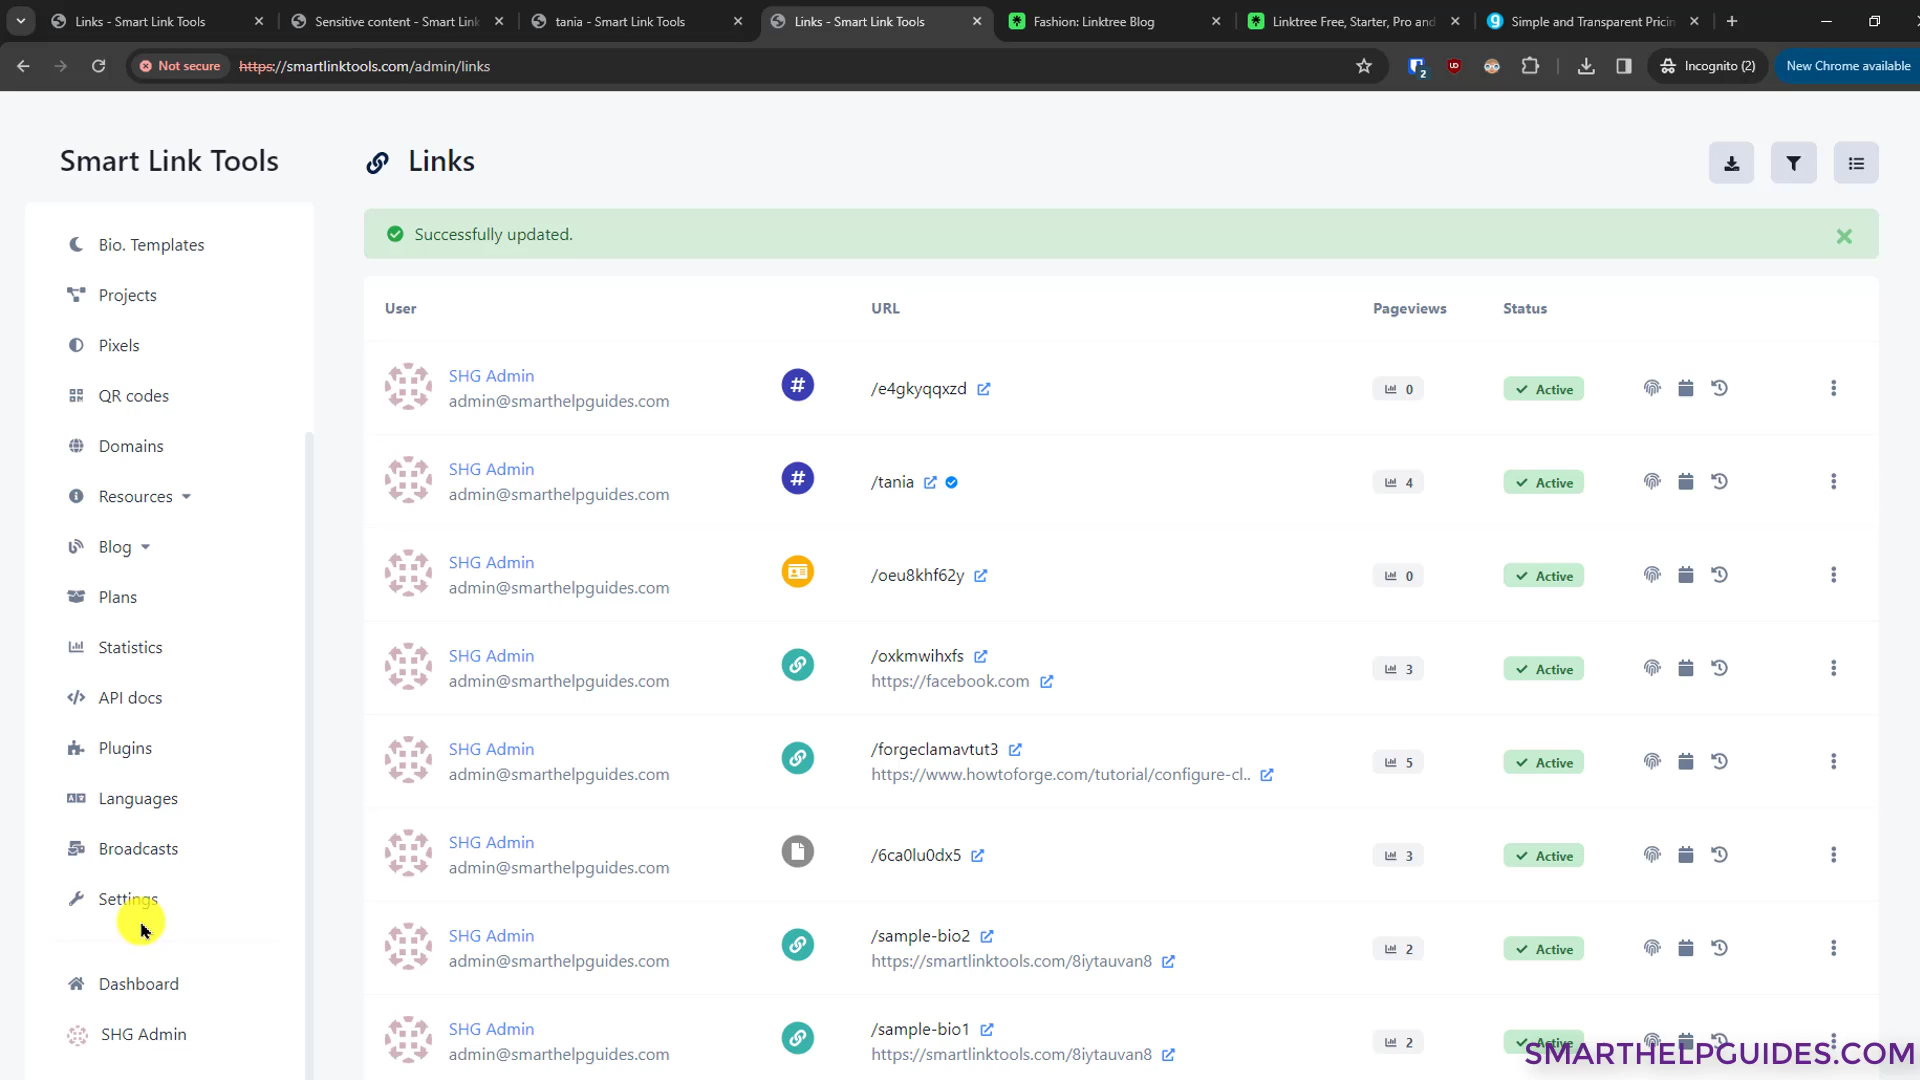 Links - Smart Link Tools
Sensitive content - Smart Link
tania - Smart Link Tools
Links - Smart Link Tools
Fashion: Linktree Blog
Linktree Free, Starter, Pro and
Simple and Transparent Pricin
Not secure
https://smartlinktools.com/admin/links
2
Incognito (2)
New Chrome available
Smart Link Tools
Links
Bio. Templates
Projects
Pixels
QR codes
Domains
Resources
Blog
Plans
Statistics
API docs
Plugins
Languages
Broadcasts
Settings
Dashboard
SHG Admin
Successfully updated.
User URL Pageviews Status
SHG Admin
admin@smarthelpguides.com
# /e4gkyqqxzd 0 Active
SHG Admin
admin@smarthelpguides.com
# /tania 4 Active
SHG Admin
admin@smarthelpguides.com
/oeu8khf62y 0 Active
SHG Admin
admin@smarthelpguides.com
/oxkmwihxfs
https://facebook.com
3 Active
SHG Admin
admin@smarthelpguides.com
/forgeclamavtut3
https://www.howtoforge.com/tutorial/configure-cl..
5 Active
SHG Admin
admin@smarthelpguides.com
/6ca0lu0dx5 3 Active
SHG Admin
admin@smarthelpguides.com
/sample-bio2
https://smartlinktools.com/8iytauvan8
2 Active
SHG Admin
admin@smarthelpguides.com
/sample-bio1
https://smartlinktools.com/8iytauvan8
2 Active
SMARTHELPGUIDES.COM